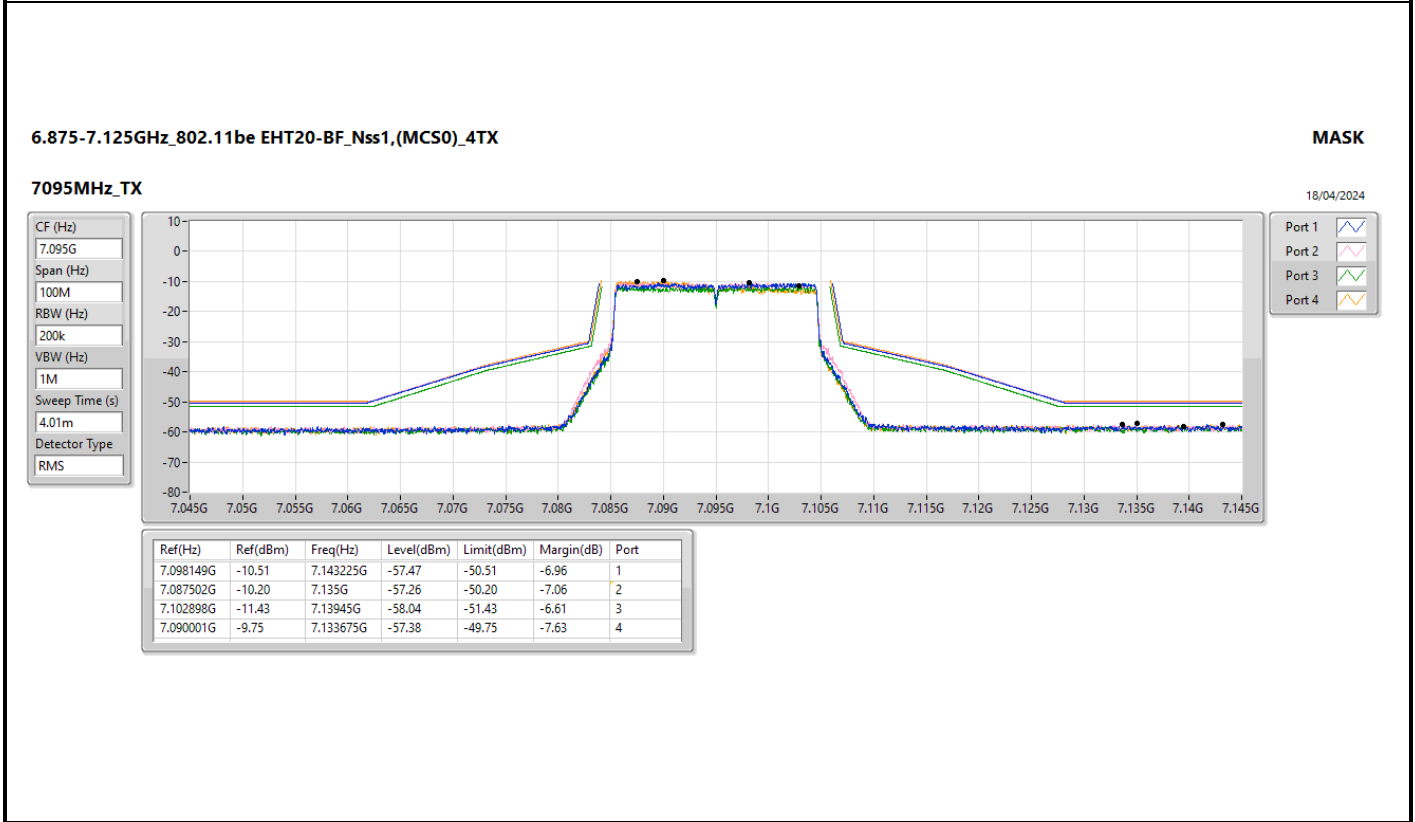 6.875-7.125GHz_802.11be EHT20-BF_Nss1,(MCS0)_4TX
MASK
7095MHz_TX
18/04/2024
CF (Hz)
7.095G
Span (Hz)
100M
RBW (Hz)
200k
VBW (Hz)
1M
Sweep Time (s)
4.01m
Detector Type
RMS
10
0
-10
-20
-30
-40
-50
-60
-70
-80
7.045G 7.05G 7.055G 7.06G 7.065G 7.07G 7.075G 7.08G 7.085G 7.09G 7.095G 7.1G 7.105G 7.11G 7.115G 7.12G 7.125G 7.13G 7.135G 7.14G 7.145G
Port 1
Port 2
Port 3
Port 4
Ref(Hz) Ref(dBm) Freq(Hz) Level(dBm) Limit(dBm) Margin(dB) Port
7.098149G -10.51 7.143225G -57.47 -50.51 -6.96 1
7.087502G -10.20 7.135G -57.26 -50.20 -7.06 2
7.102898G -11.43 7.13945G -58.04 -51.43 -6.61 3
7.090001G -9.75 7.133675G -57.38 -49.75 -7.63 4